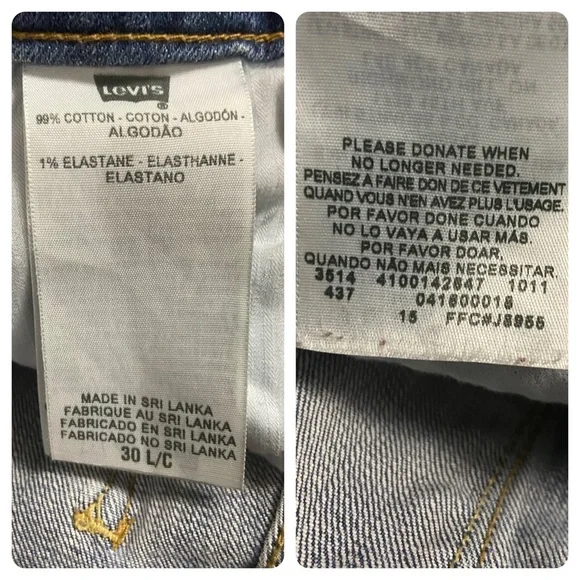 Levi's
®
99% COTTON - COTON - ALGODÓN -
ALGODÃO
1% ELASTANE - ELASTHANNE -
ELASTANO
MADE IN SRI LANKA
FABRIQUE AU SRI LANKA
FABRICADO EN SRI LANKA
FABRICADO NO SRI LANKA
30 L/C
PLEASE DONATE WHEN
NO LONGER NEEDED.
PENSEZ A FAIRE DON DE CE VETEMENT
QUAND VOUS N'EN AVEZ PLUS L'USAGE.
POR FAVOR DONE CUANDO
NO LO VAYA A USAR MÁS.
POR FAVOR DOAR,
QUANDO NÃO MAIS NECESSITAR.
3514 4100142647 1011
437 041600016
15 FFC#J8955